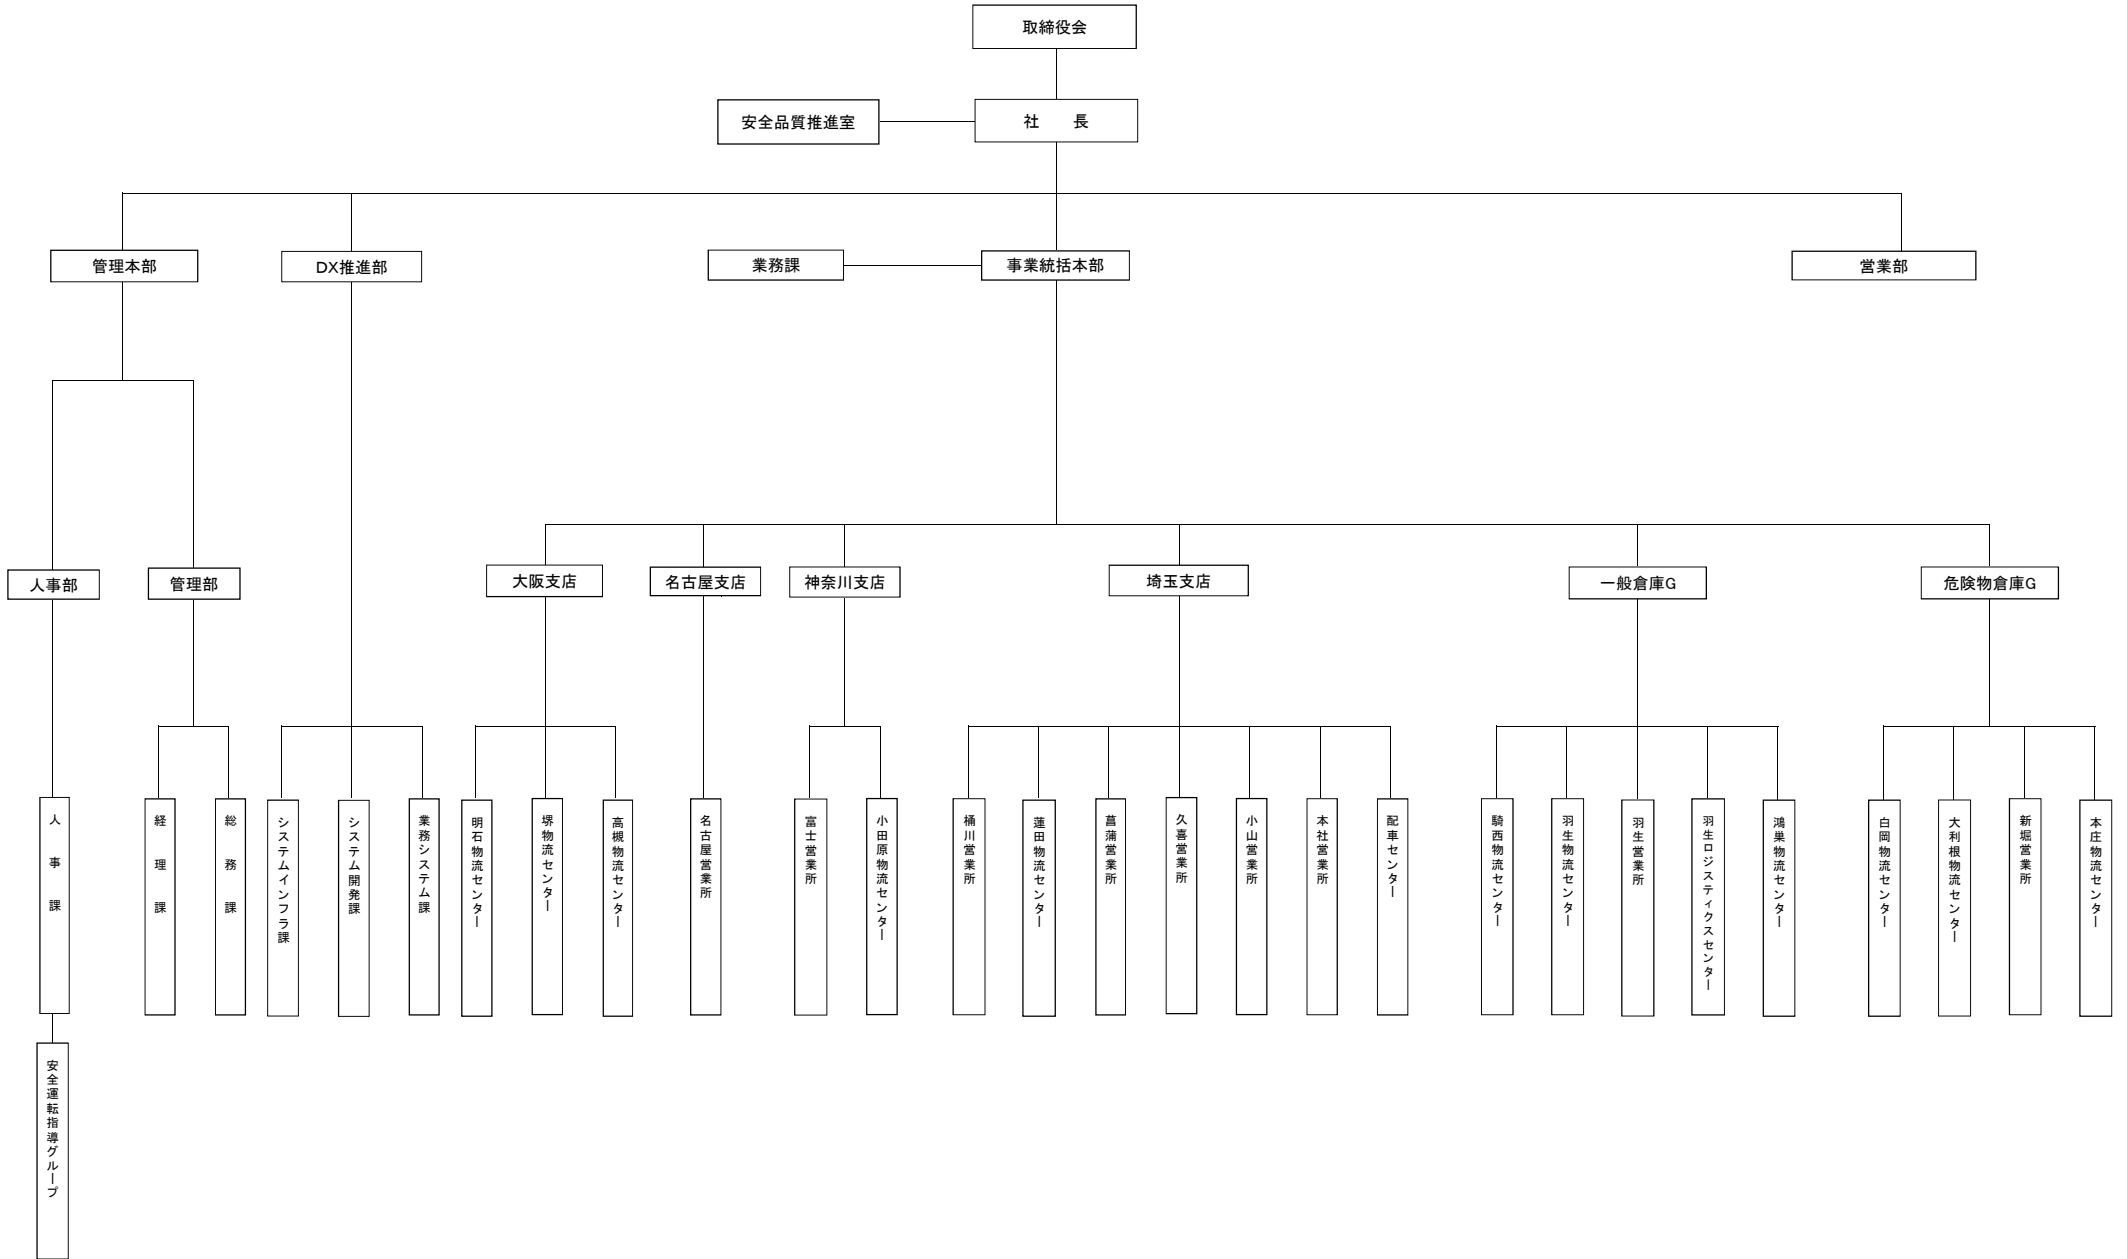 取締役会
安全品質推進室
社　長
管理本部
DX推進部
業務課
事業統括本部
営業部
人事部
管理部
大阪支店
名古屋支店
神奈川支店
埼玉支店
一般倉庫G
危険物倉庫G
人事課
経理課
総務課
システムインフラ課
システム開発課
業務システム課
明石物流センター
堺物流センター
高槻物流センター
名古屋営業所
富士営業所
小田原物流センター
桶川営業所
蓮田物流センター
菖蒲営業所
久喜営業所
小山営業所
本社営業所
配車センター
騎西物流センター
羽生物流センター
羽生営業所
羽生ロジスティクスセンター
鴻巣物流センター
白岡物流センター
大利根物流センター
新堀営業所
本庄物流センター
安全運転指導グループ